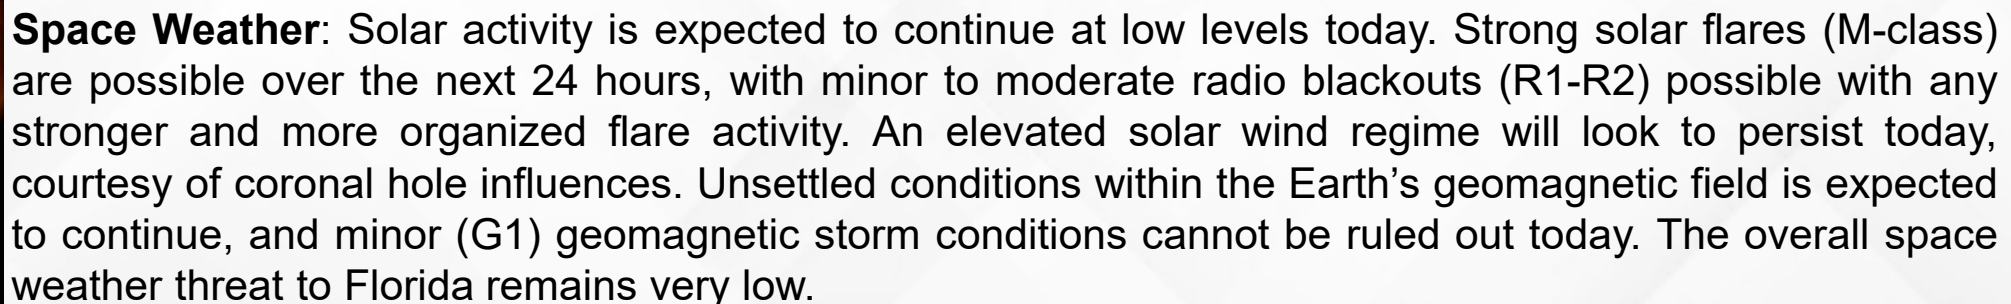 Space Weather: Solar activity is expected to continue at low levels today. Strong solar flares (M-class)
are possible over the next 24 hours, with minor to moderate radio blackouts (R1-R2) possible with any
stronger and more organized flare activity. An elevated solar wind regime will look to persist today,
courtesy of coronal hole influences. Unsettled conditions within the Earth’s geomagnetic field is expected
to continue, and minor (G1) geomagnetic storm conditions cannot be ruled out today. The overall space
weather threat to Florida remains very low.